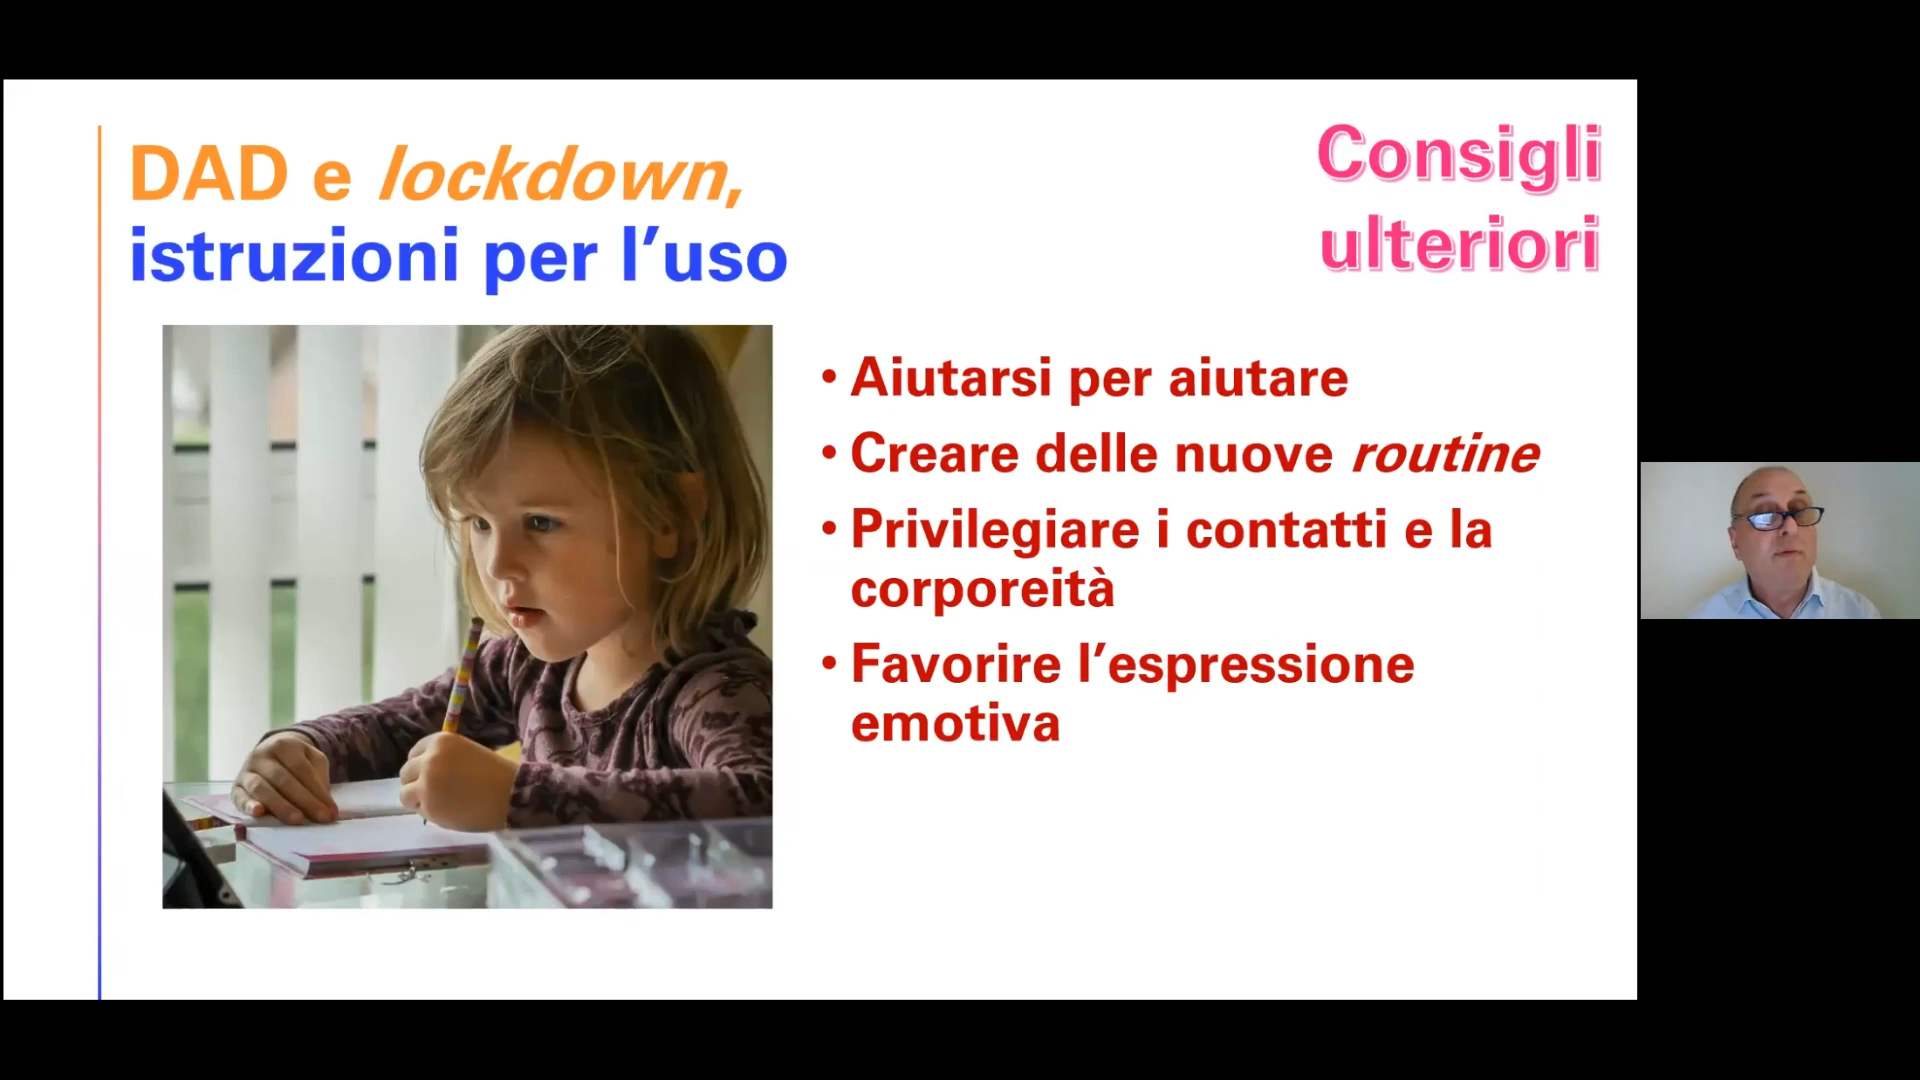 DAD e lockdown,
istruzioni per l’uso
Consigli
ulteriori
• Aiutarsi per aiutare
• Creare delle nuove routine
• Privilegiare i contatti e la
corporeità
• Favorire l’espressione
emotiva